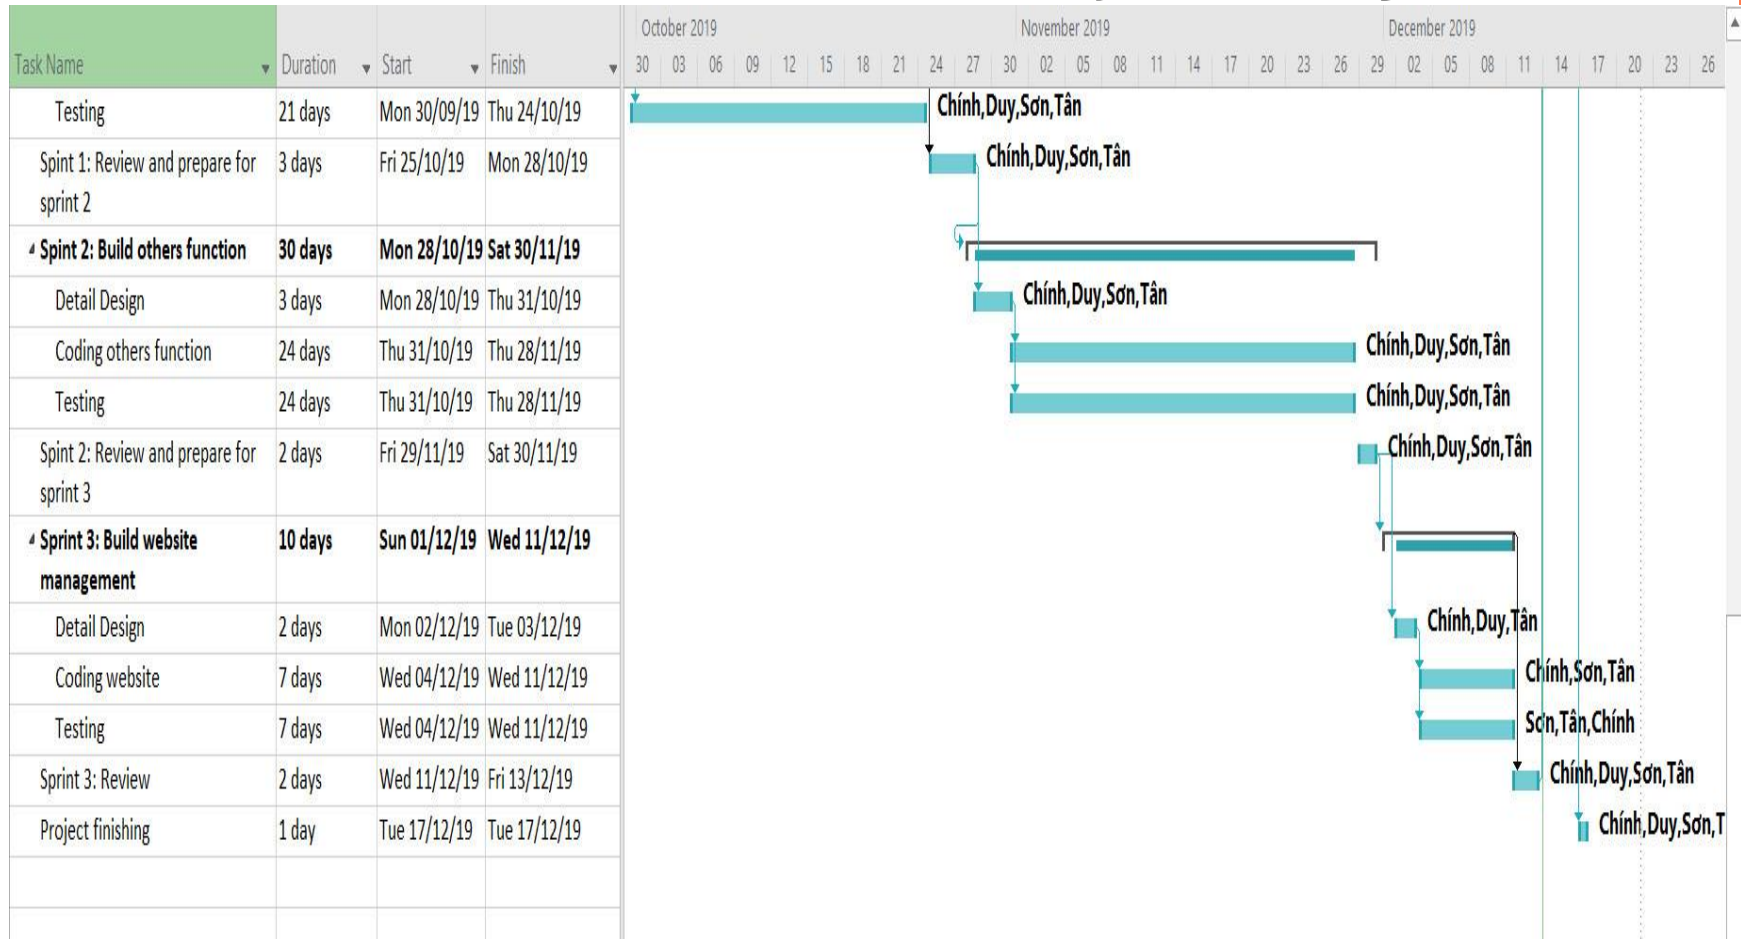 October 2019 November 2019 December 2019
Task Name Duration Start Finish 30 03 06 09 12 15 18 21 24 27 30 02 05 08 11 14 17 20 23 26 29 02 05 08 11 14 17 20 23 26
Testing 21 days Mon 30/09/19 Thu 24/10/19 Chính,Duy,Sơn,Tân
Spint 1: Review and prepare for 3 days Fri 25/10/19 Mon 28/10/19 Chính,Duy,Sơn,Tân
sprint 2
Spint 2: Build others function 30 days Mon 28/10/19 Sat 30/11/19
Detail Design 3 days Mon 28/10/19 Thu 31/10/19 Chính,Duy,Sơn,Tân
Coding others function 24 days Thu 31/10/19 Thu 28/11/19 Chính,Duy,Sơn,Tân
Testing 24 days Thu 31/10/19 Thu 28/11/19 Chính,Duy,Sơn,Tân
Spint 2: Review and prepare for 2 days Fri 29/11/19 Sat 30/11/19 Chính,Duy,Sơn,Tân
sprint 3
Sprint 3: Build website 10 days Sun 01/12/19 Wed 11/12/19
management
Detail Design 2 days Mon 02/12/19 Tue 03/12/19 Chính,Duy,Tân
Coding website 7 days Wed 04/12/19 Wed 11/12/19 Chính,Sơn,Tân
Testing 7 days Wed 04/12/19 Wed 11/12/19 Sơn,Tân,Chính
Sprint 3: Review 2 days Wed 11/12/19 Fri 13/12/19 Chính,Duy,Sơn,Tân
Project finishing 1 day Tue 17/12/19 Tue 17/12/19 Chính,Duy,Sơn,T